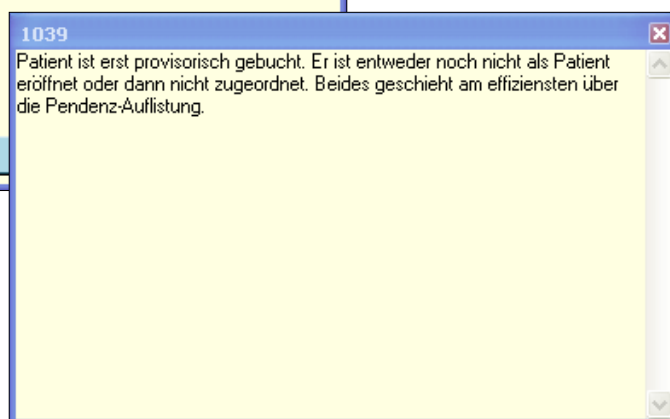 1039
Patient ist erst provisorisch gebucht. Er ist entweder noch nicht als Patient
eröffnet oder dann nicht zugeordnet. Beides geschieht am effiziensten über
die Pendenz-Auflistung.